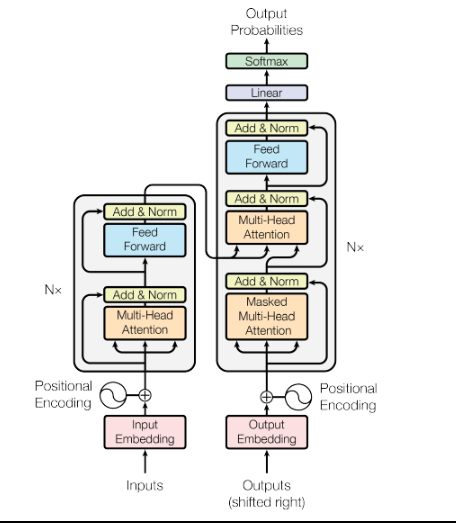 Output
Probabilities
Softmax
Linear
Add & Norm
Feed
Forward
Add & Norm
Multi-Head
Attention
Nx
Add & Norm
Masked
Multi-Head
Attention
Add & Norm
Feed
Forward
Nx
Add & Norm
Multi-Head
Attention
Positional
Encoding
Positional
Encoding
Input
Embedding
Output
Embedding
Inputs
Outputs
(shifted right)